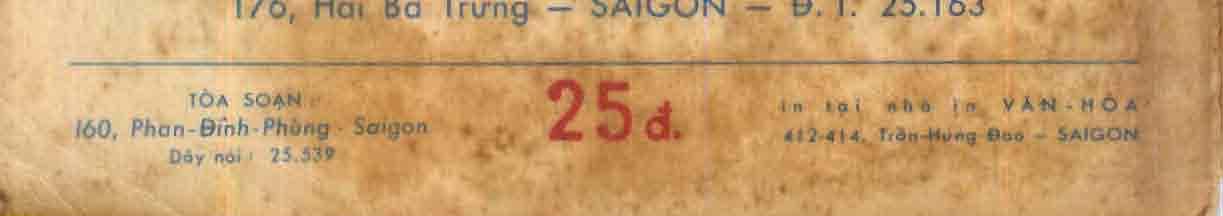 176, Hai Bà Trưng — SAIGON — Đ. T. 25.163
TÒA SOẠN :
160, Phan-Đình-Phùng - Saigon
Dây nói : 25.539
25đ.
in tại nhà in VĂN-HÓA
412-414, Trần-Hưng Đạo — SAIGON